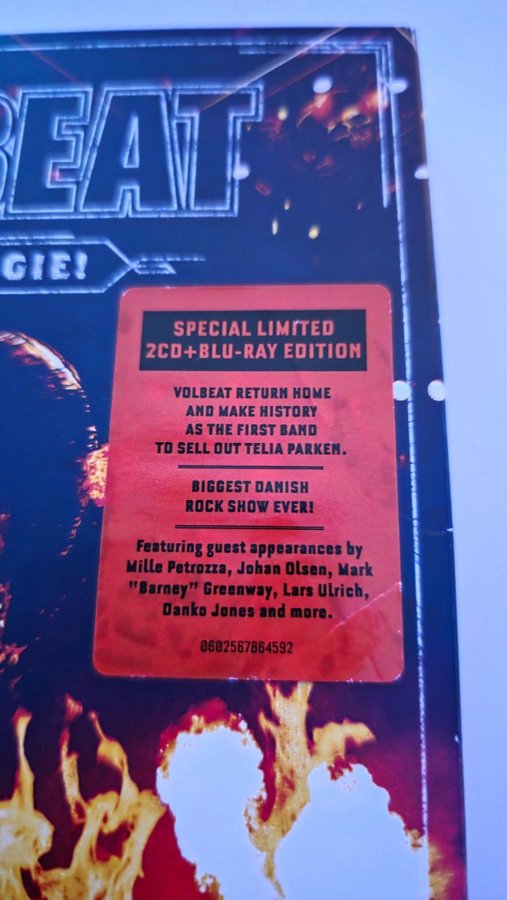 BEAT
GIE!
SPECIAL LIMITED
2CD+BLU-RAY EDITION
VOLBEAT RETURN HOME
AND MAKE HISTORY
AS THE FIRST BAND
TO SELL OUT TELIA PARKEN.
BIGGEST DANISH
ROCK SHOW EVER!
Featuring guest appearances by
Mille Petrozza, Johan Olsen, Mark
"Barney" Greenway, Lars Ulrich,
Danko Jones and more.
0602567864592